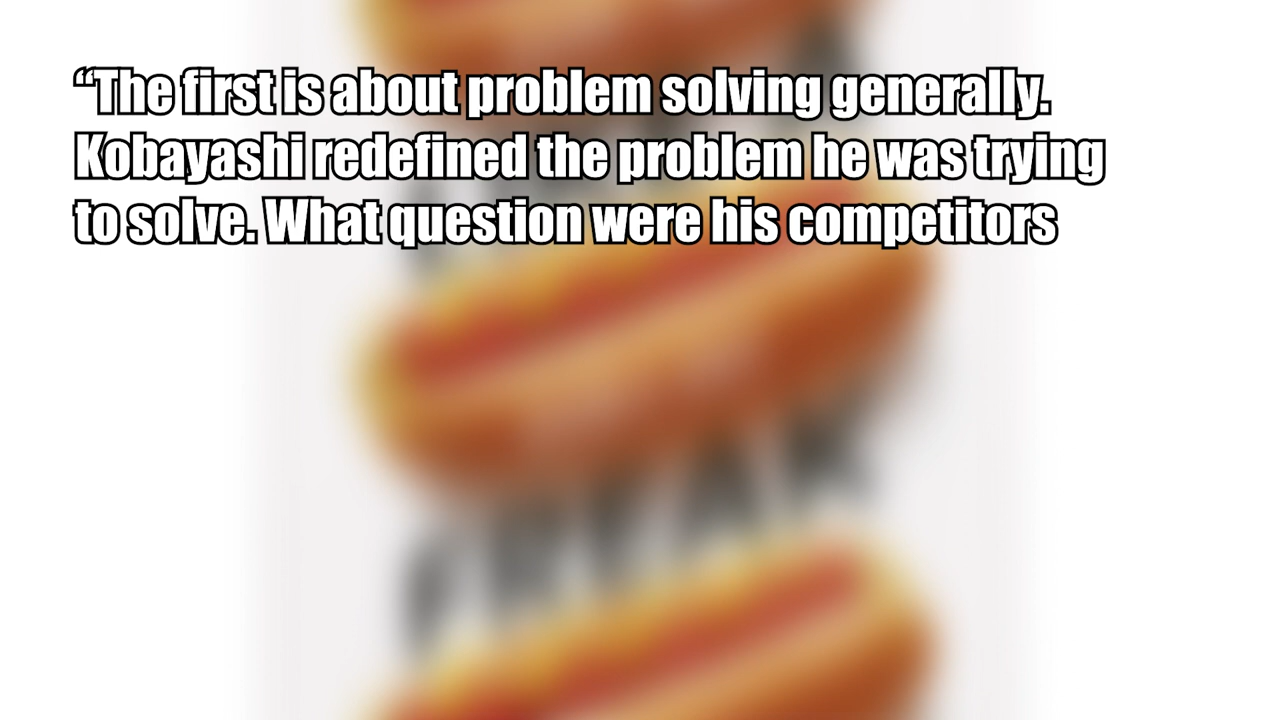 “The first is about problem solving generally.
Kobayashi redefined the problem he was trying
to solve. What question were his competitors